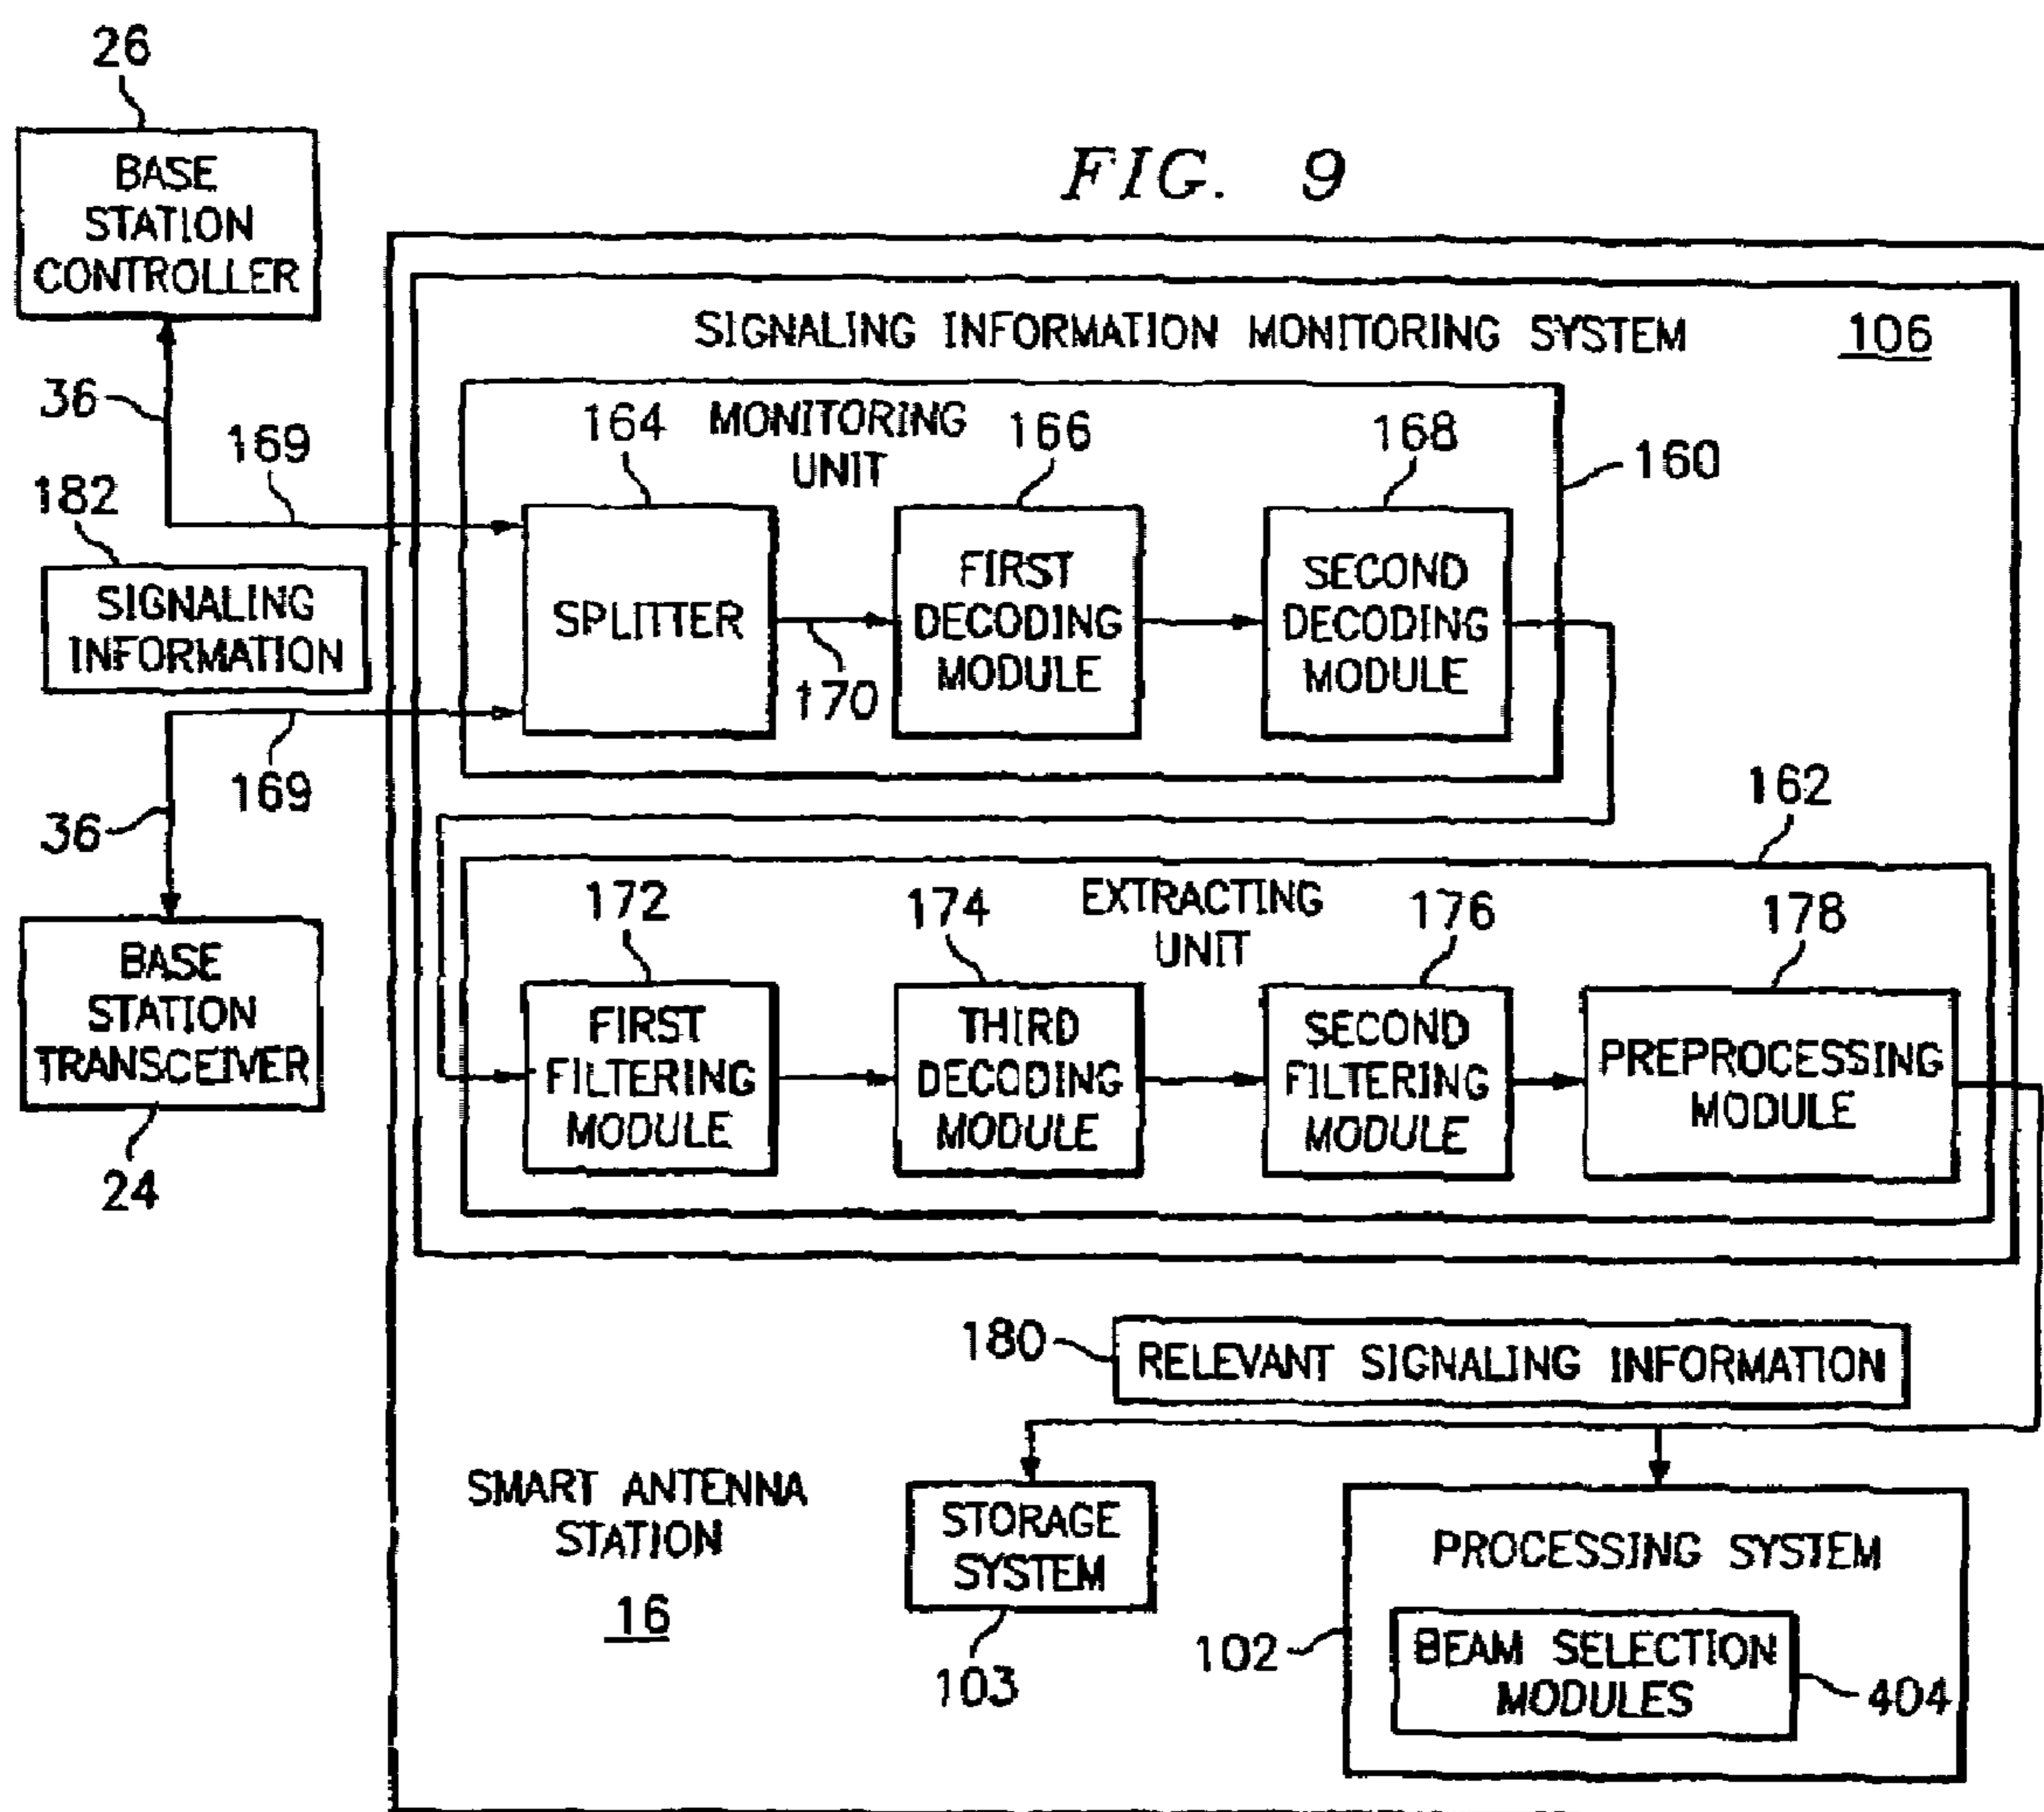 26
BASE
STATION
CONTROLLER
FIG. 9
SIGNALING INFORMATION MONITORING SYSTEM 106
36
169
182
SIGNALING
INFORMATION
164
MONITORING
UNIT
166
168
160
SPLITTER
170
FIRST
DECODING
MODULE
SECOND
DECODING
MODULE
169
36
BASE
STATION
TRANSCEIVER
24
162
172
174
EXTRACTING
UNIT
176
178
FIRST
FILTERING
MODULE
THIRD
DECODING
MODULE
SECOND
FILTERING
MODULE
PREPROCESSING
MODULE
180
RELEVANT SIGNALING INFORMATION
SMART ANTENNA
STATION
16
STORAGE
SYSTEM
103
PROCESSING SYSTEM
102
BEAM SELECTION
MODULES
404